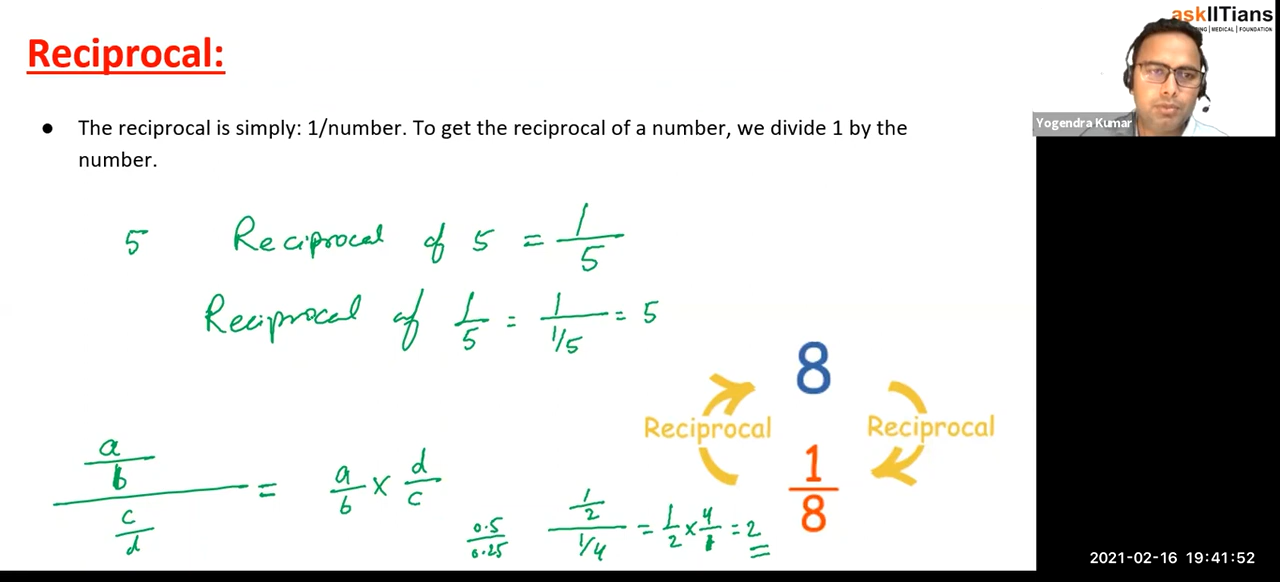 askIITians
| MEDICAL | FOUNDATION
Reciprocal:
Yogendra Kumar
● The reciprocal is simply: 1/number. To get the reciprocal of a number, we divide 1 by the
number.
5 Reciprocal of 5 = 1/5
Reciprocal of 1/5 = 1/(1/5) = 5
8
Reciprocal Reciprocal
1/8
(a/b)/(c/d) = a/b × d/c
0.5/0.25 (1/2)/(1/4) = 1/2 × 4/1 = 2
2021-02-16 19:41:52